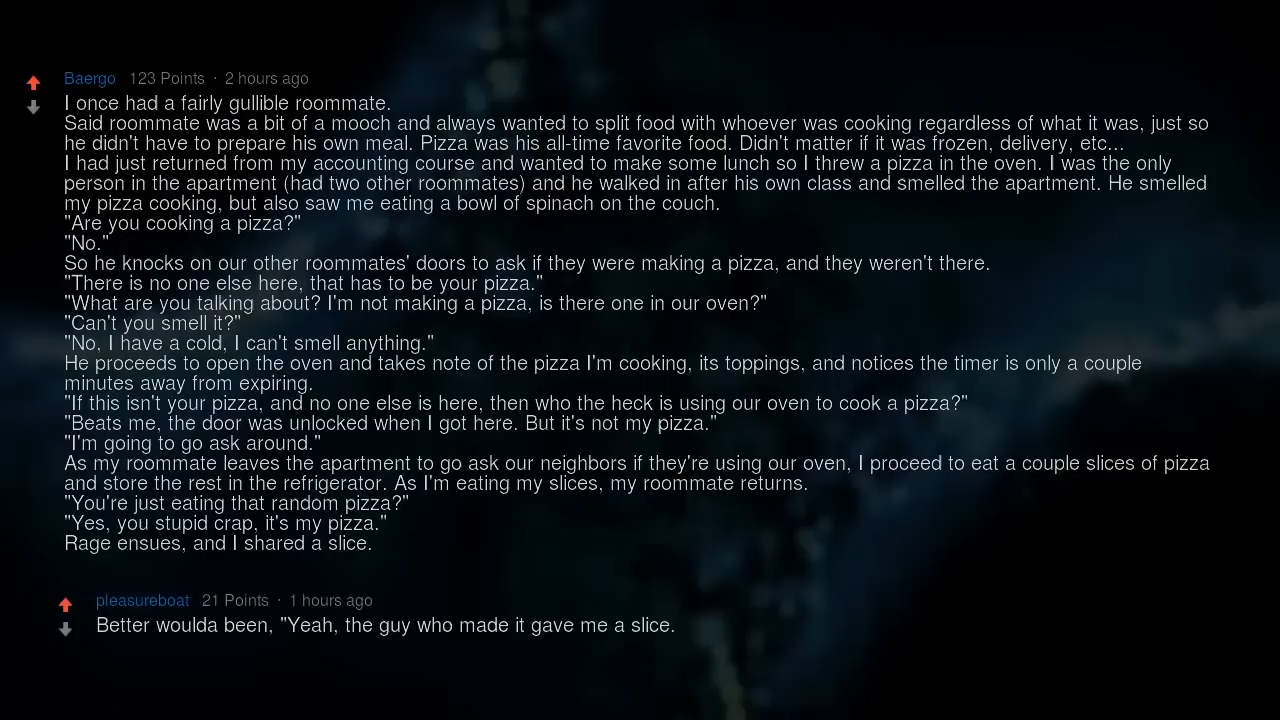 Baergo 123 Points · 2 hours ago
I once had a fairly gullible roommate.
Said roommate was a bit of a mooch and always wanted to split food with whoever was cooking regardless of what it was, just so
he didn't have to prepare his own meal. Pizza was his all-time favorite food. Didn't matter if it was frozen, delivery, etc...
I had just returned from my accounting course and wanted to make some lunch so I threw a pizza in the oven. I was the only
person in the apartment (had two other roommates) and he walked in after his own class and smelled the apartment. He smelled
my pizza cooking, but also saw me eating a bowl of spinach on the couch.
"Are you cooking a pizza?"
"No."
So he knocks on our other roommates' doors to ask if they were making a pizza, and they weren't there.
"There is no one else here, that has to be your pizza."
"What are you talking about? I'm not making a pizza, is there one in our oven?"
"Can't you smell it?"
"No, I have a cold, I can't smell anything."
He proceeds to open the oven and takes note of the pizza I'm cooking, its toppings, and notices the timer is only a couple
minutes away from expiring.
"If this isn't your pizza, and no one else is here, then who the heck is using our oven to cook a pizza?"
"Beats me, the door was unlocked when I got here. But it's not my pizza."
"I'm going to go ask around."
As my roommate leaves the apartment to go ask our neighbors if they're using our oven, I proceed to eat a couple slices of pizza
and store the rest in the refrigerator. As I'm eating my slices, my roommate returns.
"You're just eating that random pizza?"
"Yes, you stupid crap, it's my pizza."
Rage ensues, and I shared a slice.
pleasureboat 21 Points · 1 hours ago
Better woulda been, "Yeah, the guy who made it gave me a slice.